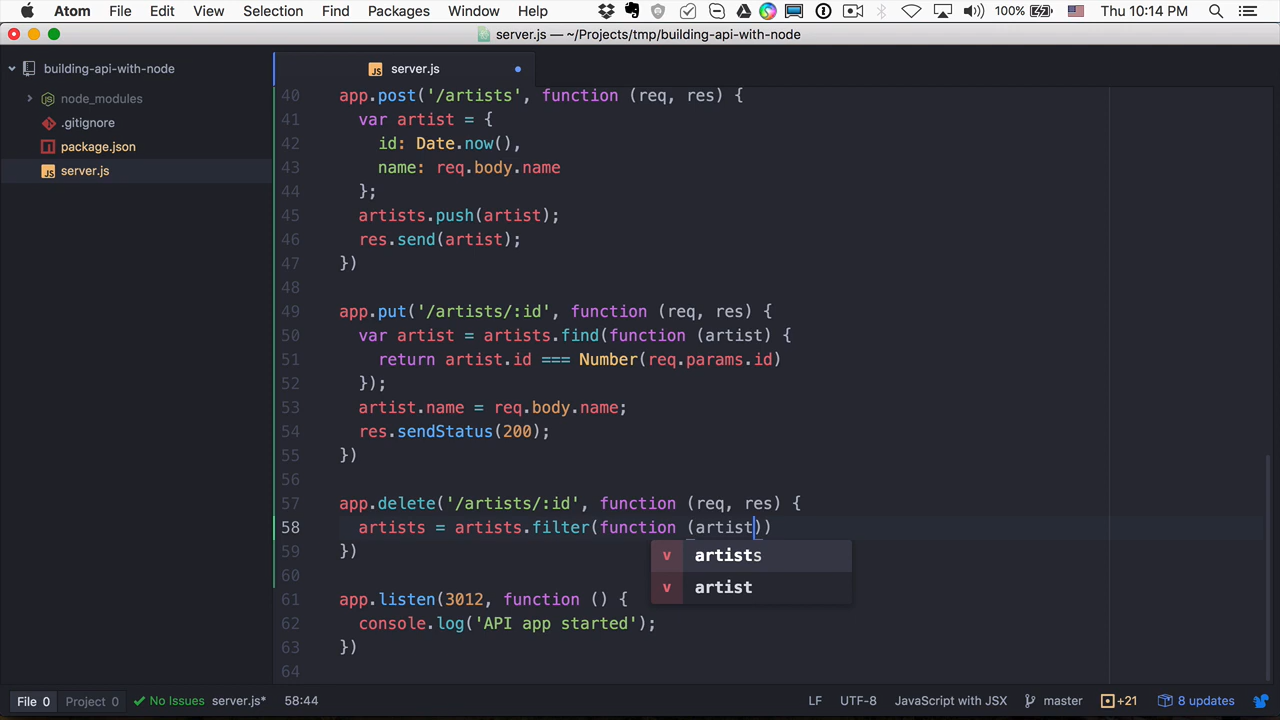 Atom File Edit View Selection Find Packages Window Help 100% Thu 10:14 PM
server.js — ~/Projects/tmp/building-api-with-node
building-api-with-node
node_modules
.gitignore
package.json
server.js
server.js
40 app.post('/artists', function (req, res) {
41 var artist = {
42 id: Date.now(),
43 name: req.body.name
44 };
45 artists.push(artist);
46 res.send(artist);
47 })
48
49 app.put('/artists/:id', function (req, res) {
50 var artist = artists.find(function (artist) {
51 return artist.id === Number(req.params.id)
52 });
53 artist.name = req.body.name;
54 res.sendStatus(200);
55 })
56
57 app.delete('/artists/:id', function (req, res) {
58 artists = artists.filter(function (artist))
59 })
v artists
v artist
60
61 app.listen(3012, function () {
62 console.log('API app started');
63 })
64
File 0 Project 0 No Issues server.js* 58:44 LF UTF-8 JavaScript with JSX master +21 8 updates